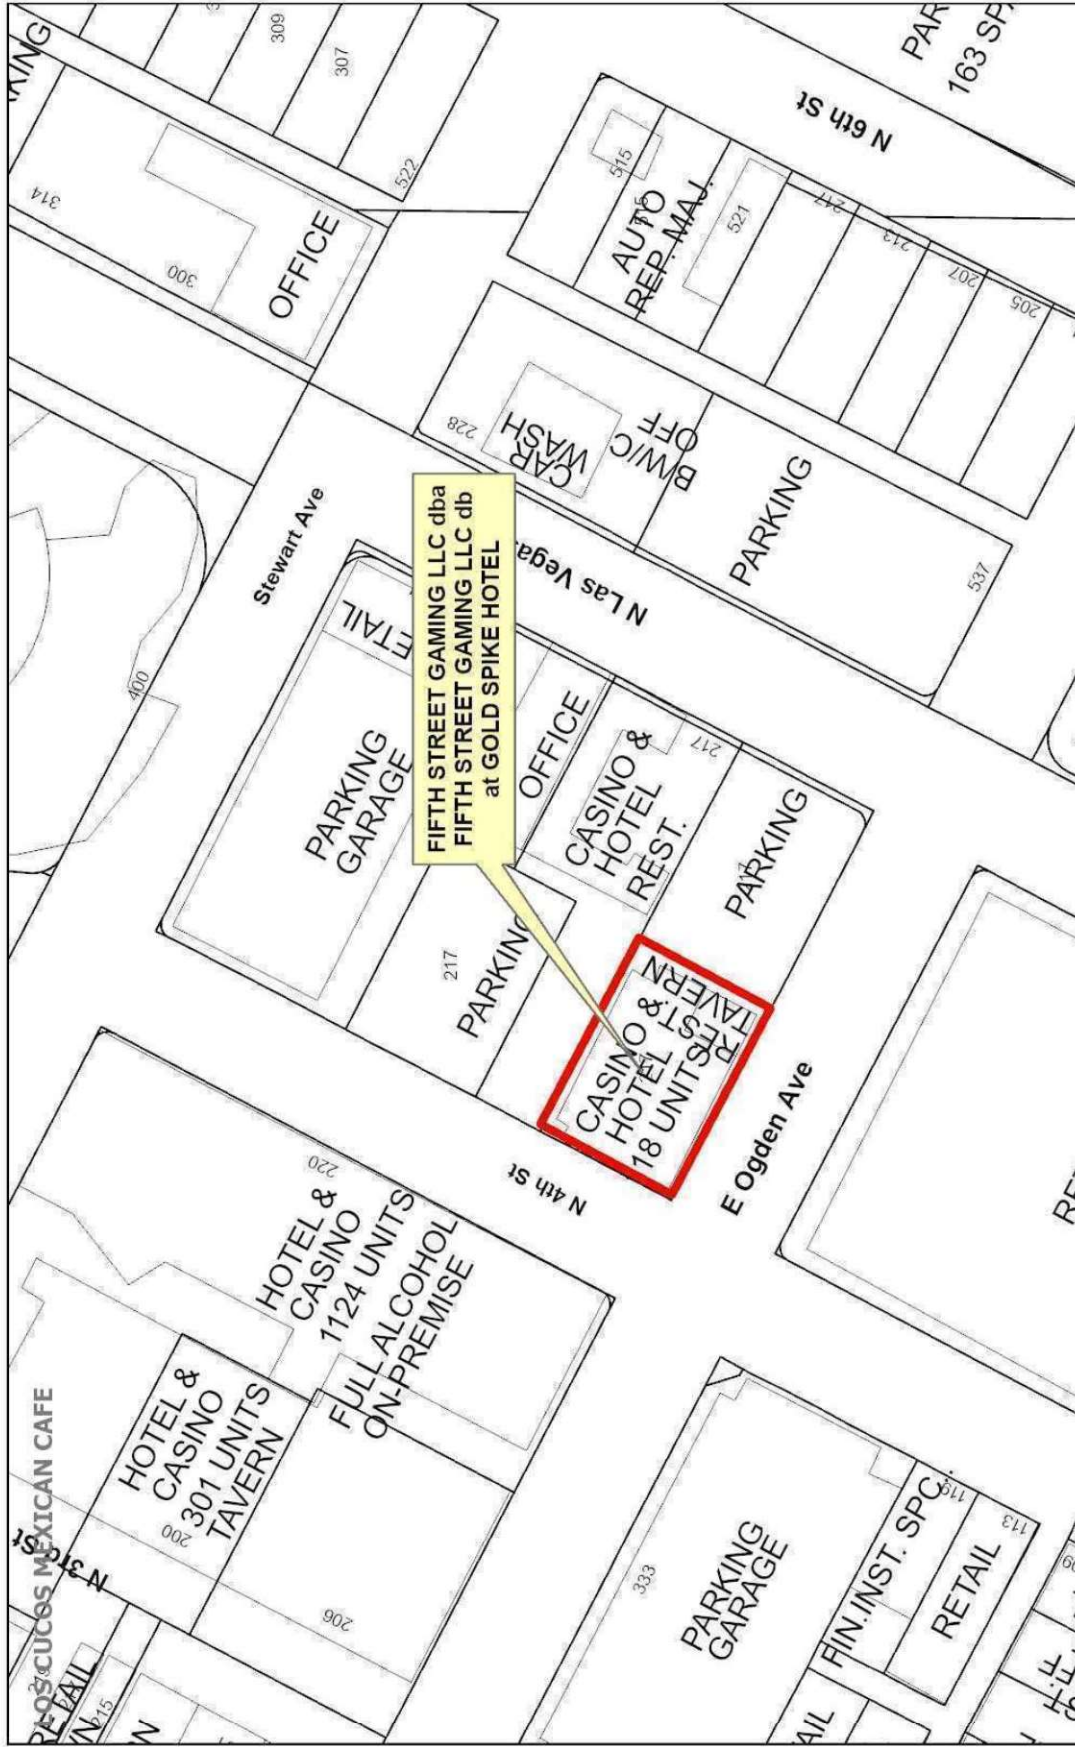 FIFTH STREET GAMING LLC dba
FIFTH STREET GAMING LLC db
at GOLD SPIKE HOTEL
LOS CUCOS MEXICAN CAFE
N 3rd St
HOTEL &
CASINO
301 UNITS
TAVERN
200
206
HOTEL &
CASINO
1124 UNITS
FULL ALCOHOL
ON-PREMISE
220
N 4th St
400
Stewart Ave
314
300
OFFICE
309
307
522
PARKING
GARAGE
217
PARKING
OFFICE
CASINO &
HOTEL
REST.
217
PARKING
CASINO &
HOTEL
18 UNITS
REST &
TAVERN
E Ogden Ave
N Las Vegas
228
CAR
WASH
B/W/C
OFF
PARKING
537
515
AUTO
REP. MAJ.
521
217
213
207
205
N 6th St
163 SP
333
PARKING
GARAGE
FIN.INST. SPC.
119
RETAIL
113
215